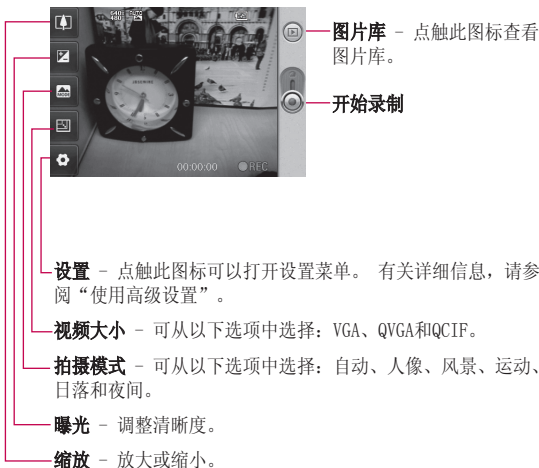 图片库 - 点触此图标查看
图片库。
开始录制
MODE
00:00:00 REC
设置 - 点触此图标可以打开设置菜单。 有关详细信息，请参
阅“使用高级设置”。
视频大小 - 可从以下选项中选择：VGA、QVGA和QCIF。
拍摄模式 - 可从以下选项中选择：自动、人像、风景、运动、
日落和夜间。
曝光 - 调整清晰度。
缩放 - 放大或缩小。